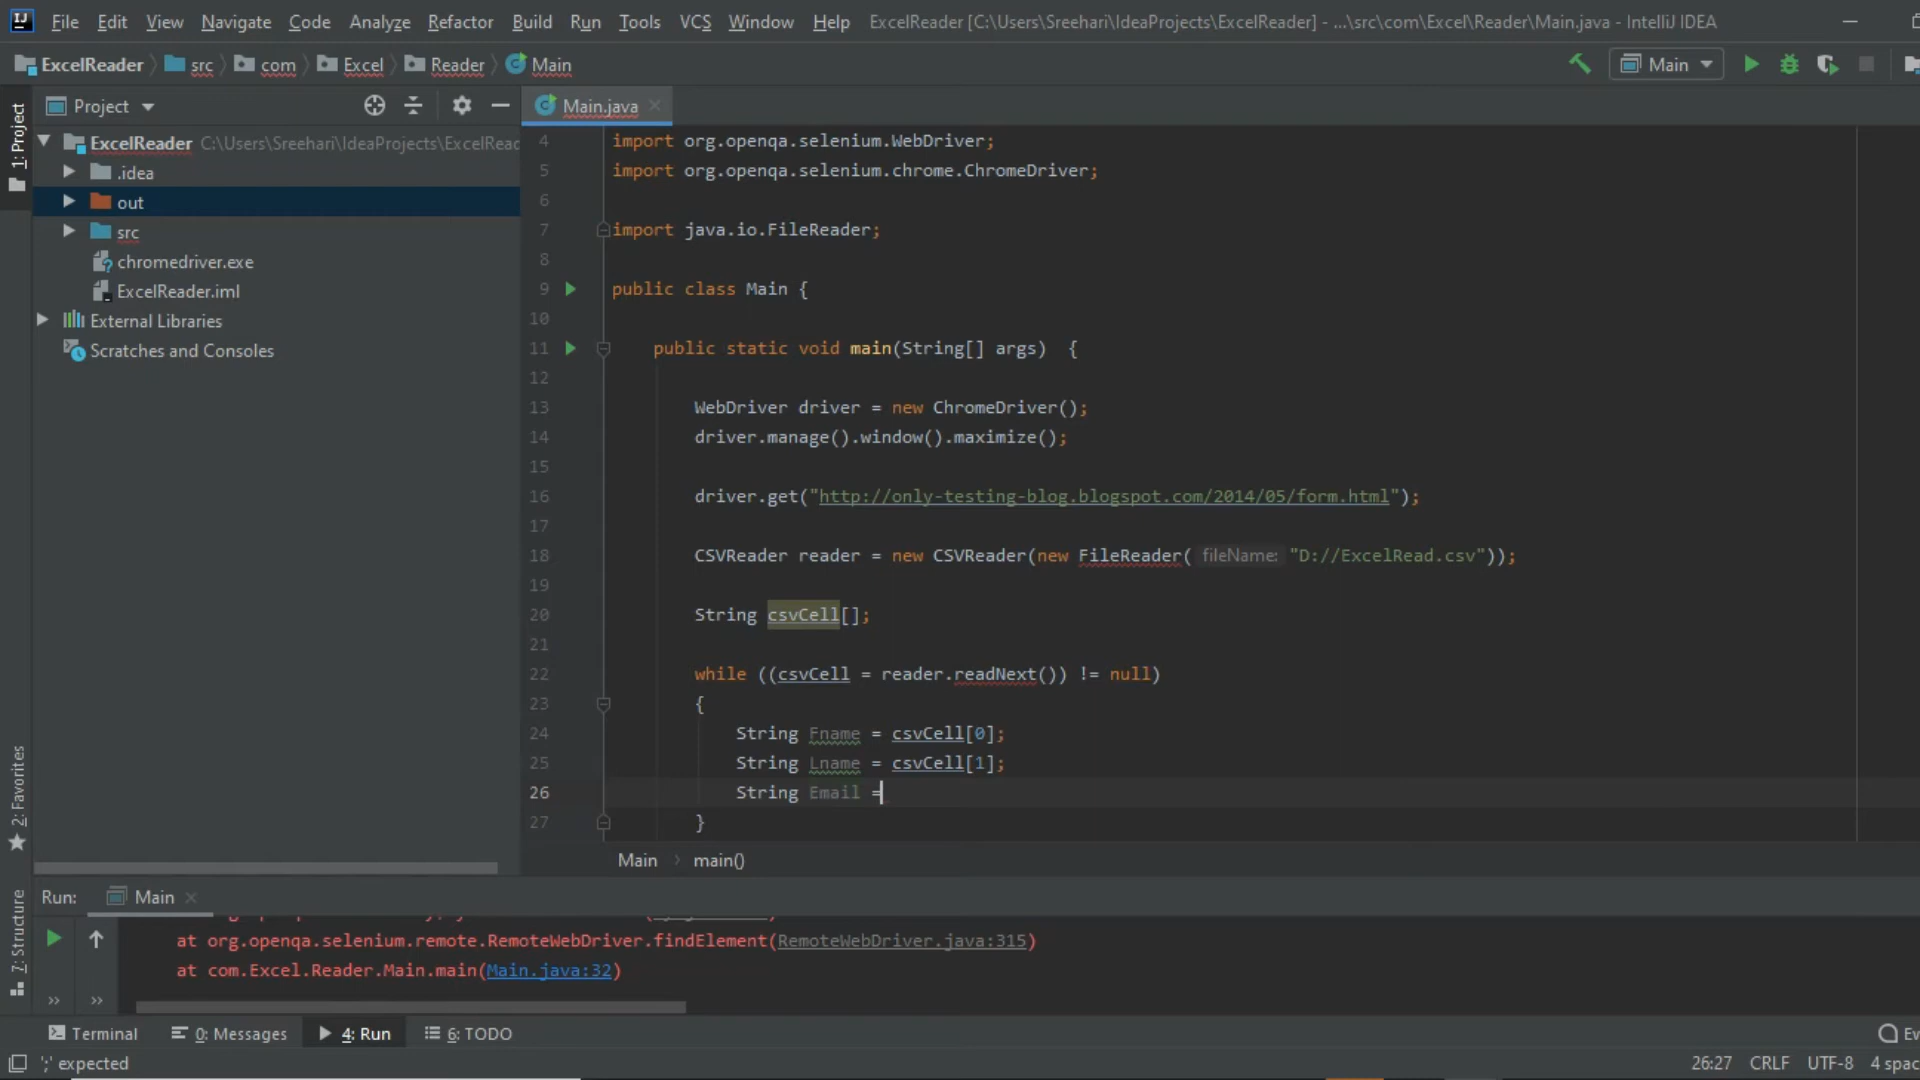 File Edit View Navigate Code Analyze Refactor Build Run Tools VCS Window Help ExcelReader [C:\Users\Sreehari\IdeaProjects\ExcelReader] - ...\src\com\Excel\Reader\Main.java - IntelliJ IDEA
ExcelReader src com Excel Reader Main Main
1: Project
Project
Main.java
ExcelReader C:\Users\Sreehari\IdeaProjects\ExcelRead
.idea
out
src
chromedriver.exe
ExcelReader.iml
External Libraries
Scratches and Consoles
4 import org.openqa.selenium.WebDriver;
5 import org.openqa.selenium.chrome.ChromeDriver;
6
7 import java.io.FileReader;
8
9 public class Main {
10
11 public static void main(String[] args) {
12
13 WebDriver driver = new ChromeDriver();
14 driver.manage().window().maximize();
15
16 driver.get("http://only-testing-blog.blogspot.com/2014/05/form.html");
17
18 CSVReader reader = new CSVReader(new FileReader( fileName: "D://ExcelRead.csv"));
19
20 String csvCell[];
21
22 while ((csvCell = reader.readNext()) != null)
23 {
24 String Fname = csvCell[0];
25 String Lname = csvCell[1];
26 String Email =
27 }
Main > main()
2: Favorites
7: Structure
Run: Main
at org.openqa.selenium.remote.RemoteWebDriver.findElement(RemoteWebDriver.java:315)
at com.Excel.Reader.Main.main(Main.java:32)
Terminal 0: Messages 4: Run 6: TODO Ev
';' expected 26:27 CRLF UTF-8 4 spac